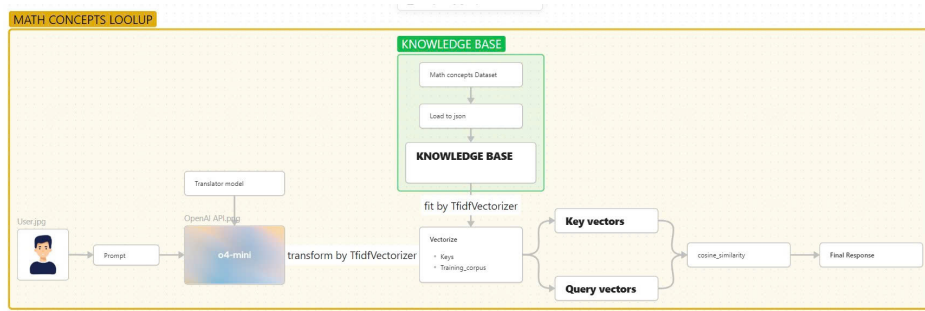 MATH CONCEPTS LOOLUP
KNOWLEDGE BASE
Math concepts Dataset
Load to json
KNOWLEDGE BASE
Translator model
fit by TfidfVectorizer
User.jpg
OpenAI API.png
Prompt
o4-mini
transform by TfidfVectorizer
Vectorize
• Keys
• Training_corpus
Key vectors
Query vectors
cosine_similarity
Final Response